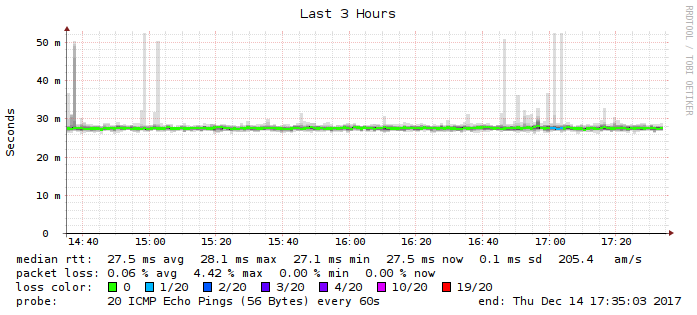 Last 3 Hours
RRDTOOL / TOBI OETIKER
Seconds
50 m
40 m
30 m
20 m
10 m
0
14:40 15:00 15:20 15:40 16:00 16:20 16:40 17:00 17:20
median rtt: 27.5 ms avg 28.1 ms max 27.1 ms min 27.5 ms now 0.1 ms sd 205.4 am/s
packet loss: 0.06 % avg 4.42 % max 0.00 % min 0.00 % now
loss color: 0 1/20 2/20 3/20 4/20 10/20 19/20
probe: 20 ICMP Echo Pings (56 Bytes) every 60s end: Thu Dec 14 17:35:03 2017